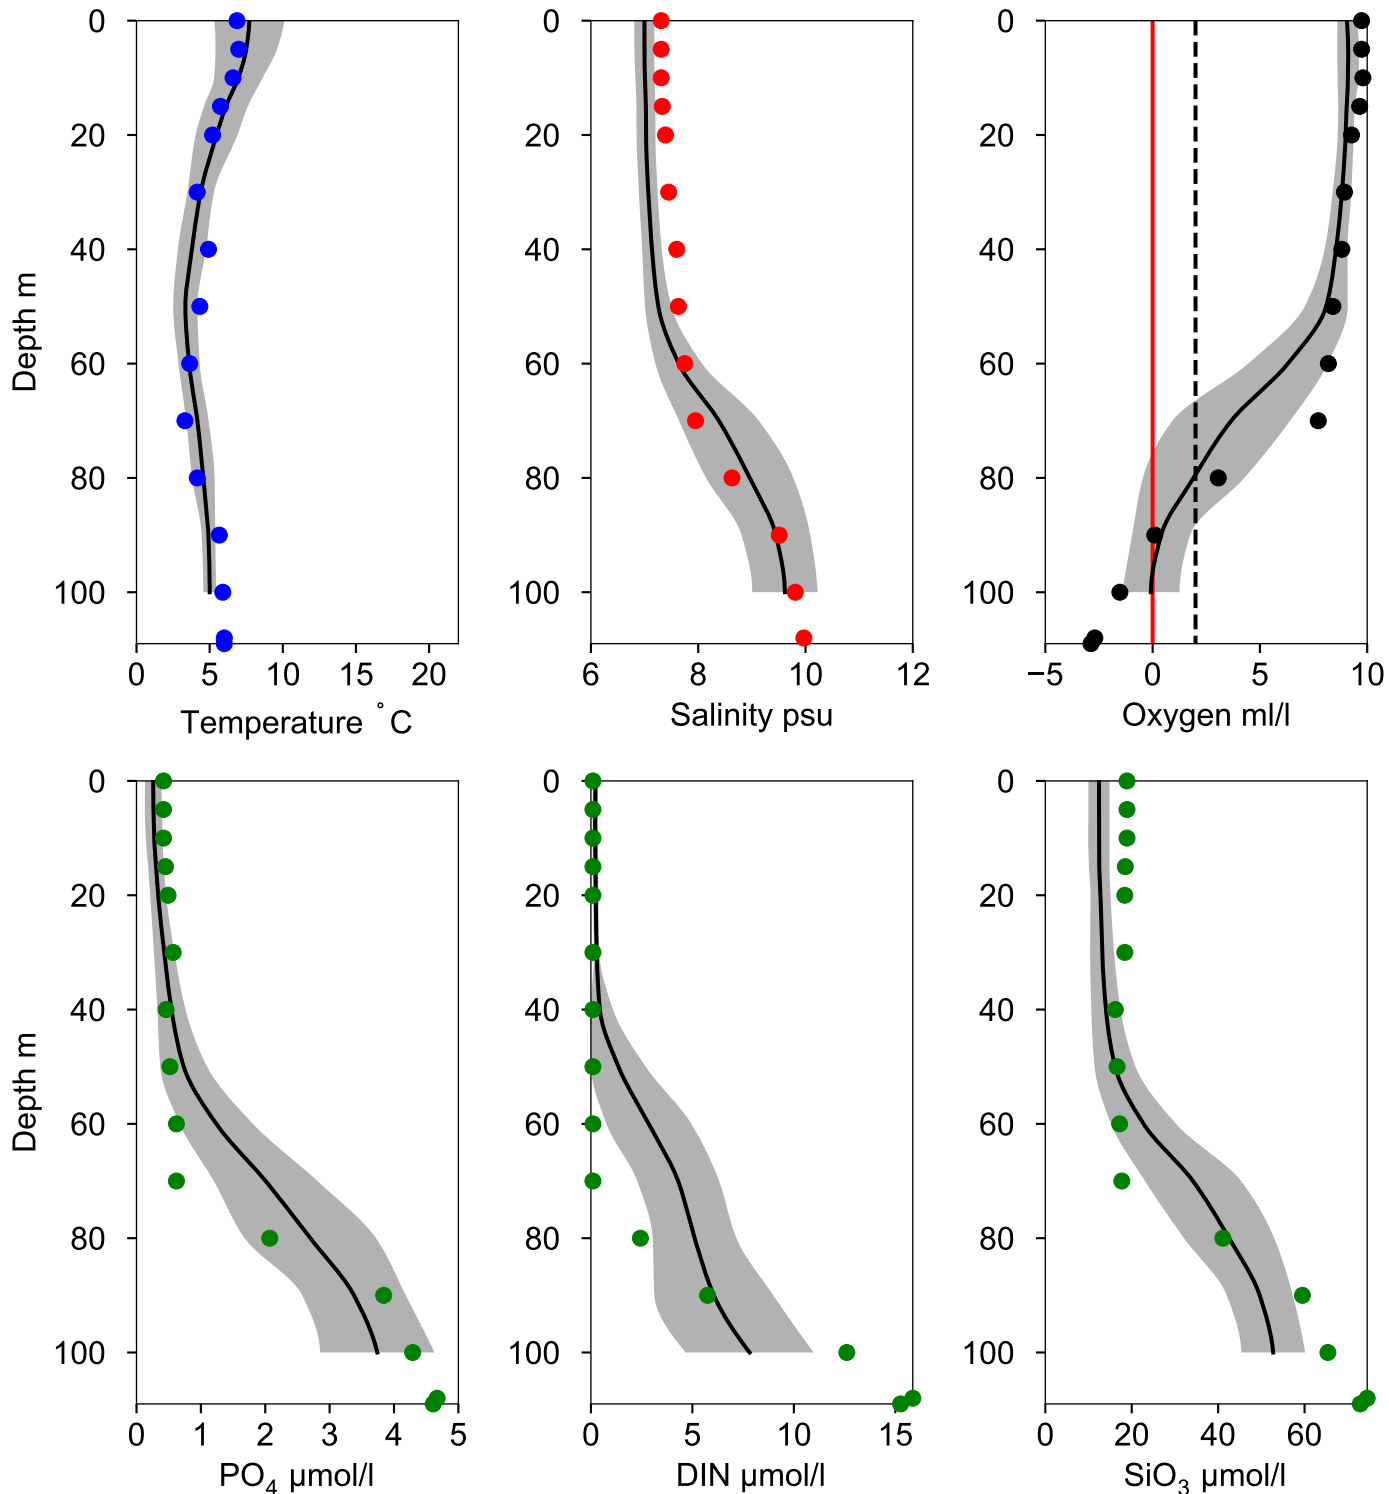 0
20
40
60
80
100
Depth m
0 5 10 15 20
Temperature °C
0
20
40
60
80
100
6 8 10 12
Salinity psu
0
20
40
60
80
100
−5 0 5 10
Oxygen ml/l
0
20
40
60
80
100
Depth m
0 1 2 3 4 5
PO₄ μmol/l
0
20
40
60
80
100
0 5 10 15
DIN μmol/l
0
20
40
60
80
100
0 20 40 60
SiO₃ μmol/l